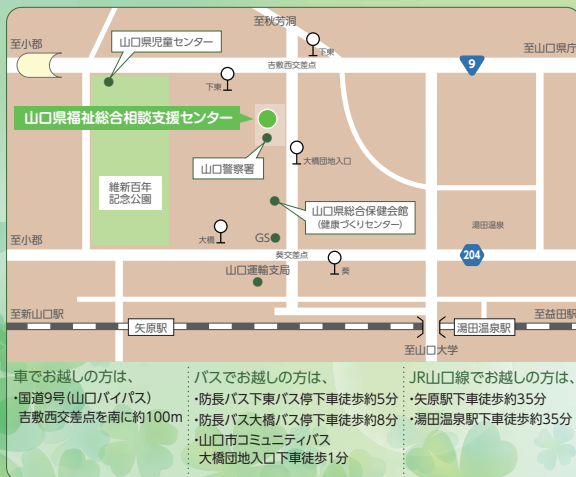 至秋芳洞
至小郡
山口県児童センター
下東
至山口県庁
吉敷西交差点
9
下東
山口県福祉総合相談支援センター
大橋団地入口
山口警察署
維新百年
記念公園
山口県総合保健会館
(健康づくりセンター)
湯田温泉
大橋
GS
至小郡
葵交差点
204
葵
山口運輸支局
至新山口駅
至益田駅
矢原駅
湯田温泉駅
至山口大学
車でお越しの方は、
・国道9号(山口バイパス)
吉敷西交差点を南に約100m
バスでお越しの方は、
・防長バス下東バス停下車徒歩約5分
・防長バス大橋バス停下車徒歩約8分
・山口市コミュニティバス
大橋団地入口下車徒歩1分
JR山口線でお越しの方は、
・矢原駅下車徒歩約35分
・湯田温泉駅下車徒歩約35分